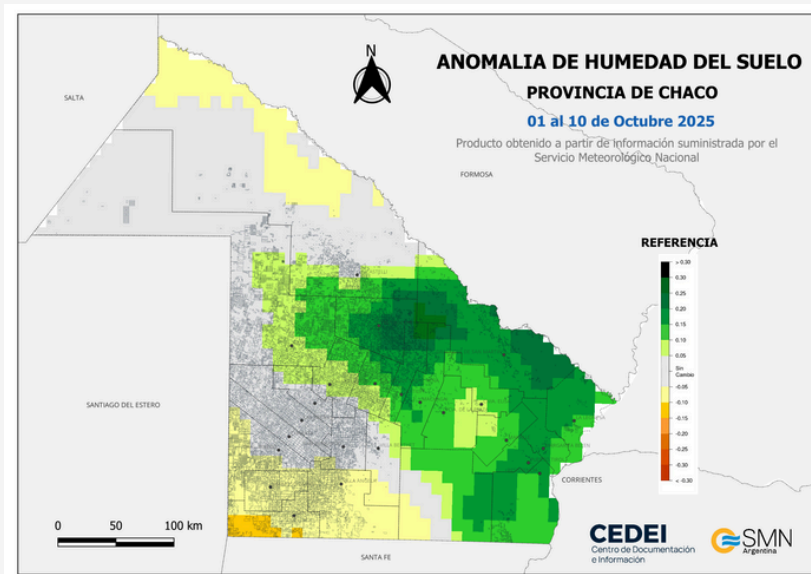 ANOMALIA DE HUMEDAD DEL SUELO
PROVINCIA DE CHACO
01 al 10 de Octubre 2025
Producto obtenido a partir de información suministrada por el
Servicio Meteorológico Nacional
N
SALTA
FORMOSA
REFERENCIA
> 0.30
0.30
0.25
0.20
0.15
0.10
0.05
Sin
Cambio
-0.05
-0.10
-0.15
-0.20
-0.25
-0.30
< -0.30
SANTIAGO DEL ESTERO
CORRIENTES
SANTA FE
0 50 100 km
CEDEI
Centro de Documentación
e Información
SMN
Argentina